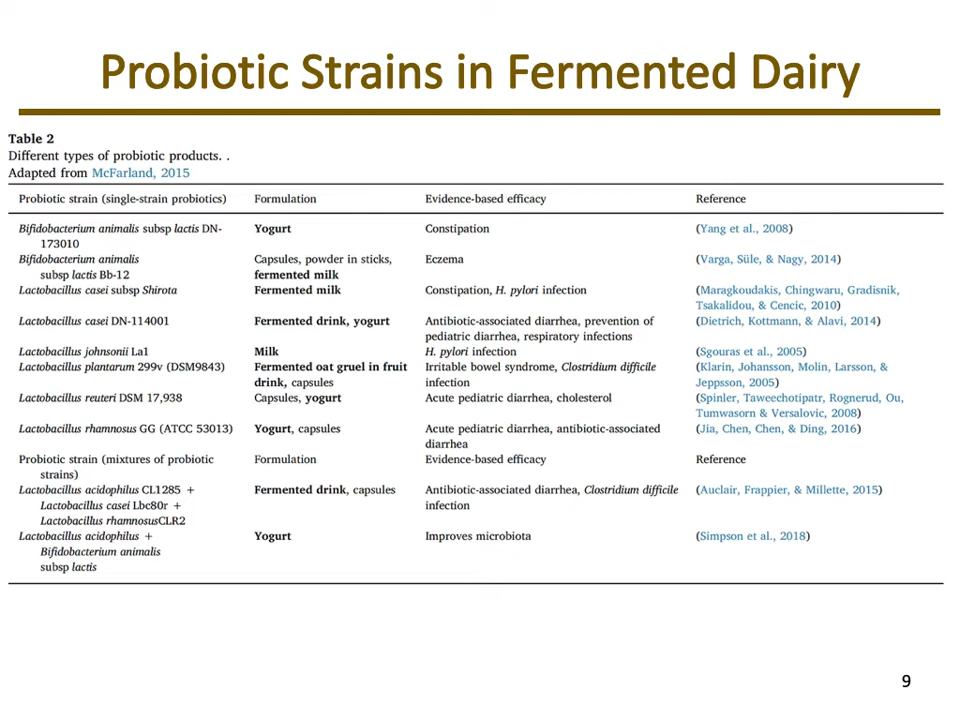 Probiotic Strains in Fermented Dairy
Table 2
Different types of probiotic products. .
Adapted from McFarland, 2015
Probiotic strain (single-strain probiotics) Formulation Evidence-based efficacy Reference
Bifidobacterium animalis subsp lactis DN- Yogurt Constipation (Yang et al., 2008)
173010
Bifidobacterium animalis Capsules, powder in sticks, Eczema (Varga, Süle, & Nagy, 2014)
subsp lactis Bb-12 fermented milk
Lactobacillus casei subsp Shirota Fermented milk Constipation, H. pylori infection (Maragkoudakis, Chingwaru, Gradisnik,
Tsakalidou, & Cencic, 2010)
Lactobacillus casei DN-114001 Fermented drink, yogurt Antibiotic-associated diarrhea, prevention of (Dietrich, Kottmann, & Alavi, 2014)
pediatric diarrhea, respiratory infections
Lactobacillus johnsonii La1 Milk H. pylori infection (Sgouras et al., 2005)
Lactobacillus plantarum 299v (DSM9843) Fermented oat gruel in fruit Irritable bowel syndrome, Clostridium difficile (Klarin, Johansson, Molin, Larsson, &
drink, capsules infection Jeppsson, 2005)
Lactobacillus reuteri DSM 17,938 Capsules, yogurt Acute pediatric diarrhea, cholesterol (Spinler, Taweechotipatr, Rognerud, Ou,
Tumwasorn & Versalovic, 2008)
Lactobacillus rhamnosus GG (ATCC 53013) Yogurt, capsules Acute pediatric diarrhea, antibiotic-associated (Jia, Chen, Chen, & Ding, 2016)
diarrhea
Probiotic strain (mixtures of probiotic Formulation Evidence-based efficacy Reference
strains)
Lactobacillus acidophilus CL1285 + Fermented drink, capsules Antibiotic-associated diarrhea, Clostridium difficile (Auclair, Frappier, & Millette, 2015)
Lactobacillus casei Lbc80r + infection
Lactobacillus rhamnosusCLR2
Lactobacillus acidophilus + Yogurt Improves microbiota (Simpson et al., 2018)
Bifidobacterium animalis
subsp lactis
9